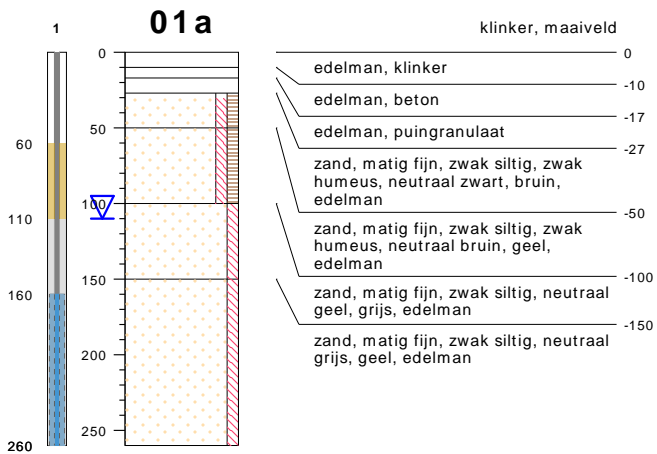 1
01a
klinker, maaiveld
0
0
edelman, klinker
-10
edelman, beton
-17
edelman, puingranulaat
-27
50
60
zand, matig fijn, zwak siltig, zwak
humeus, neutraal zwart, bruin,
edelman
-50
100
110
zand, matig fijn, zwak siltig, zwak
humeus, neutraal bruin, geel,
edelman
-100
150
160
zand, matig fijn, zwak siltig, neutraal
geel, grijs, edelman
-150
zand, matig fijn, zwak siltig, neutraal
grijs, geel, edelman
200
250
260